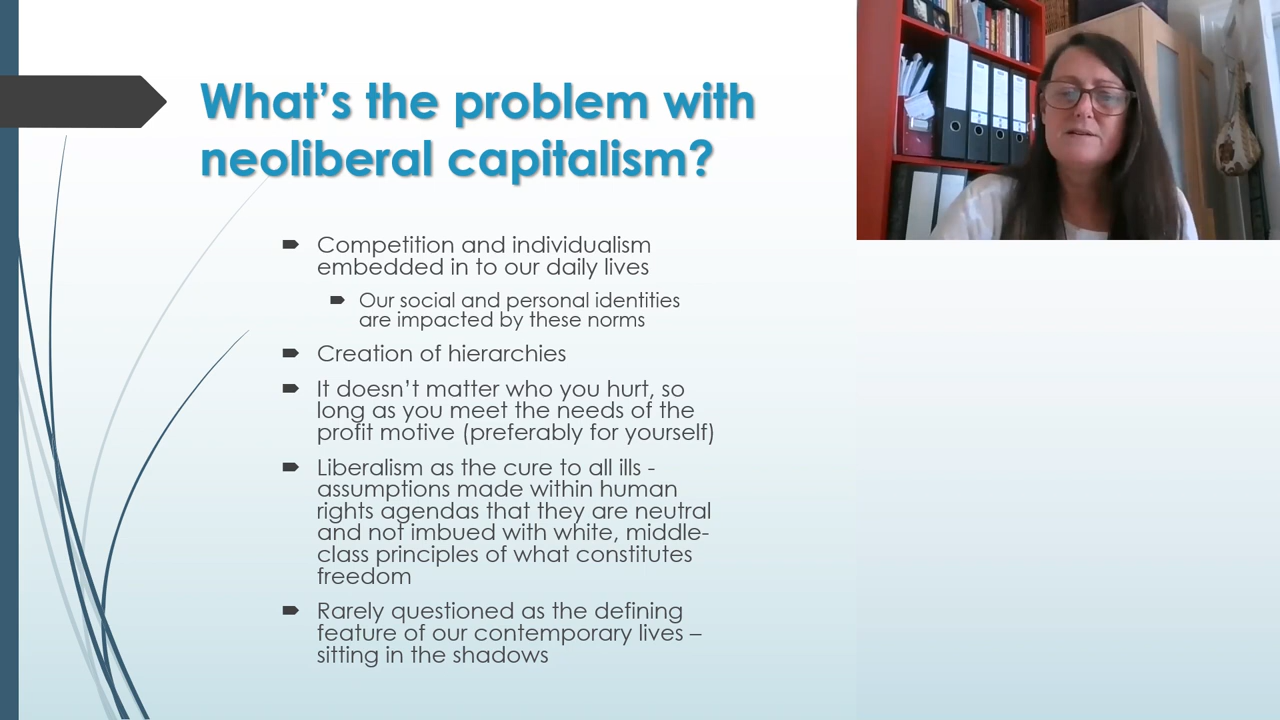 What’s the problem with
neoliberal capitalism?
Competition and individualism
embedded in to our daily lives
Our social and personal identities
are impacted by these norms
Creation of hierarchies
It doesn’t matter who you hurt, so
long as you meet the needs of the
profit motive (preferably for yourself)
Liberalism as the cure to all ills -
assumptions made within human
rights agendas that they are neutral
and not imbued with white, middle-
class principles of what constitutes
freedom
Rarely questioned as the defining
feature of our contemporary lives –
sitting in the shadows